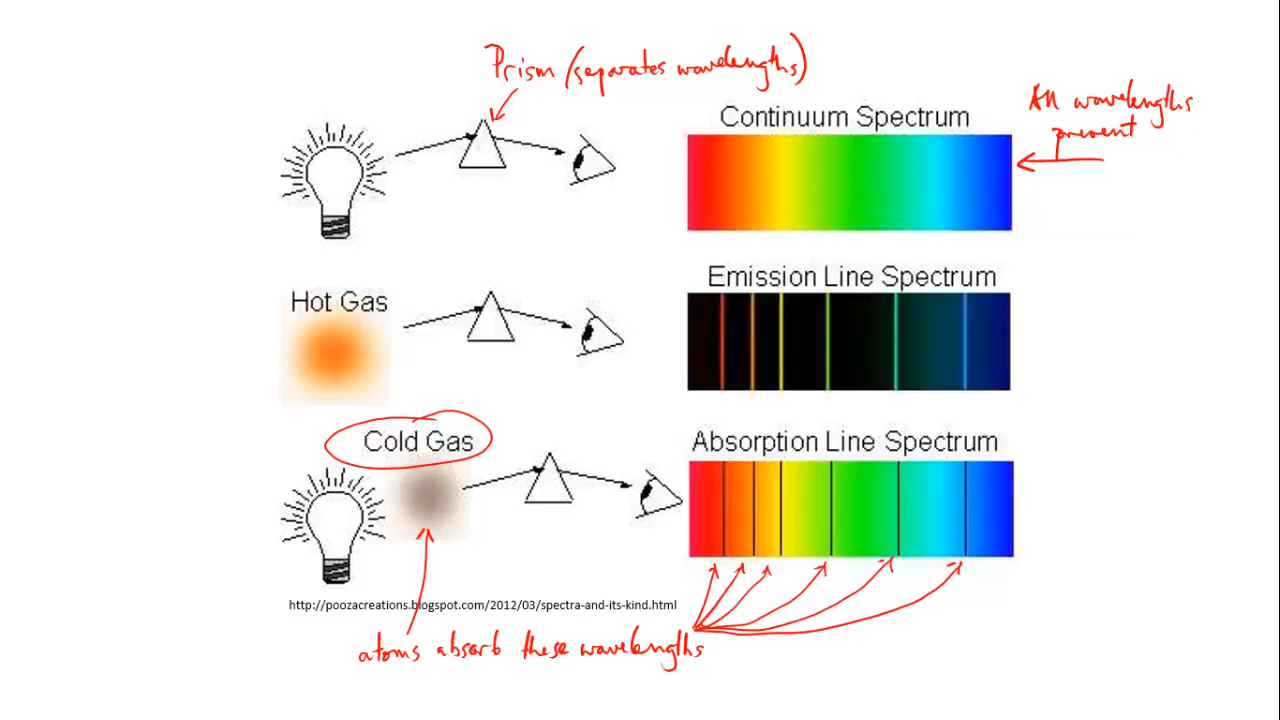 Prism (separates wavelengths)
Continuum Spectrum
All wavelengths
present
Emission Line Spectrum
Hot Gas
Cold Gas
Absorption Line Spectrum
http://poozacreations.blogspot.com/2012/03/spectra-and-its-kind.html
atoms absorb these wavelengths